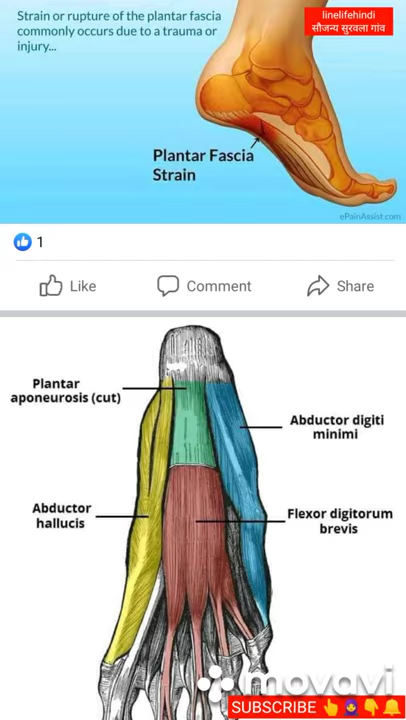 Strain or rupture of the plantar fascia
commonly occurs due to a trauma or
injury...
linelifehindi
सौजन्य सुरवला गांव
Plantar Fascia
Strain
ePainAssist.com
1
Like
Comment
Share
Plantar
aponeurosis (cut)
Abductor digiti
minimi
Abductor
hallucis
Flexor digitorum
brevis
movavi
SUBSCRIBE